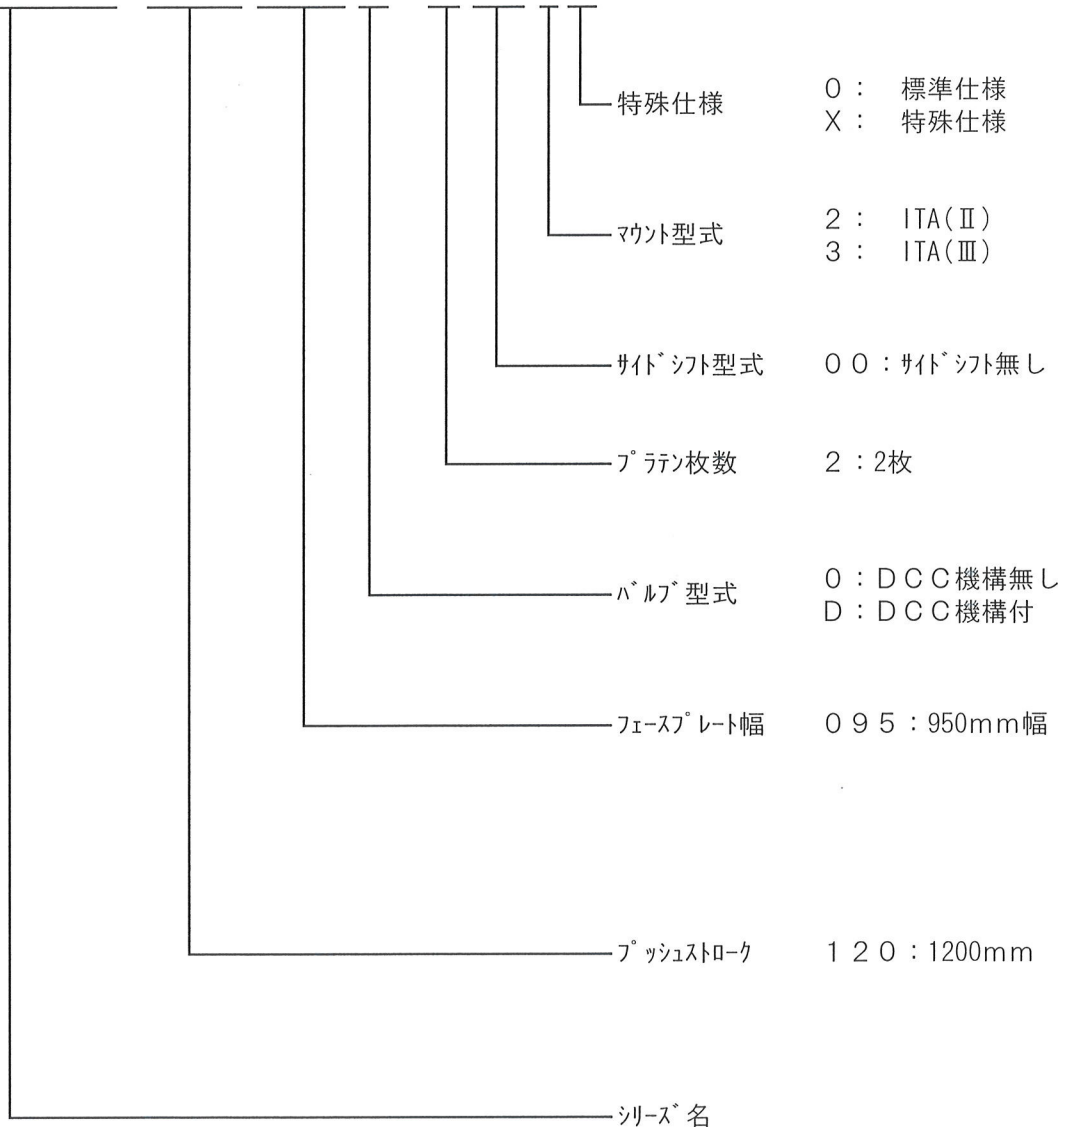 特殊仕様 0： 標準仕様
X： 特殊仕様
ﾏｳﾝﾄ型式 2： ITA(Ⅱ)
3： ITA(Ⅲ)
ｻｲﾄﾞｼﾌﾄ型式 00：ｻｲﾄﾞｼﾌﾄ無し
ﾌﾟﾗﾃﾝ枚数 2：2枚
ﾊﾞﾙﾌﾞ型式 0：DCC機構無し
D：DCC機構付
ﾌｪｰｽﾌﾟﾚｰﾄ幅 095：950mm幅
ﾌﾟｯｼｭｽﾄﾛｰｸ 120：1200mm
ｼﾘｰｽﾞ名